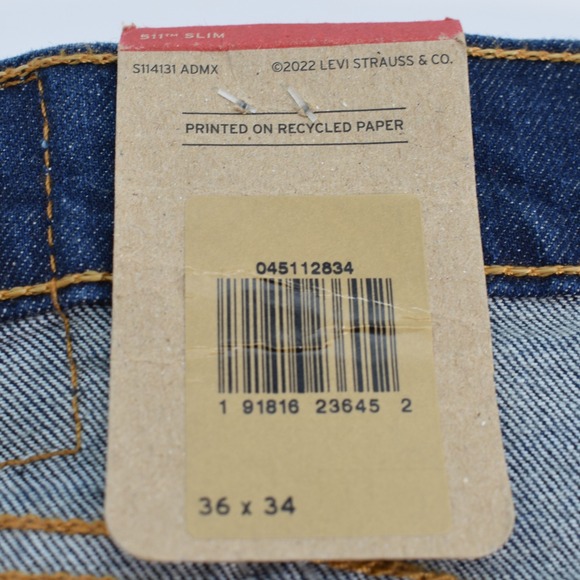 511™ SLIM
S114131 ADMX ©2022 LEVI STRAUSS & CO.
PRINTED ON RECYCLED PAPER
045112834
1 91816 23645 2
36 x 34